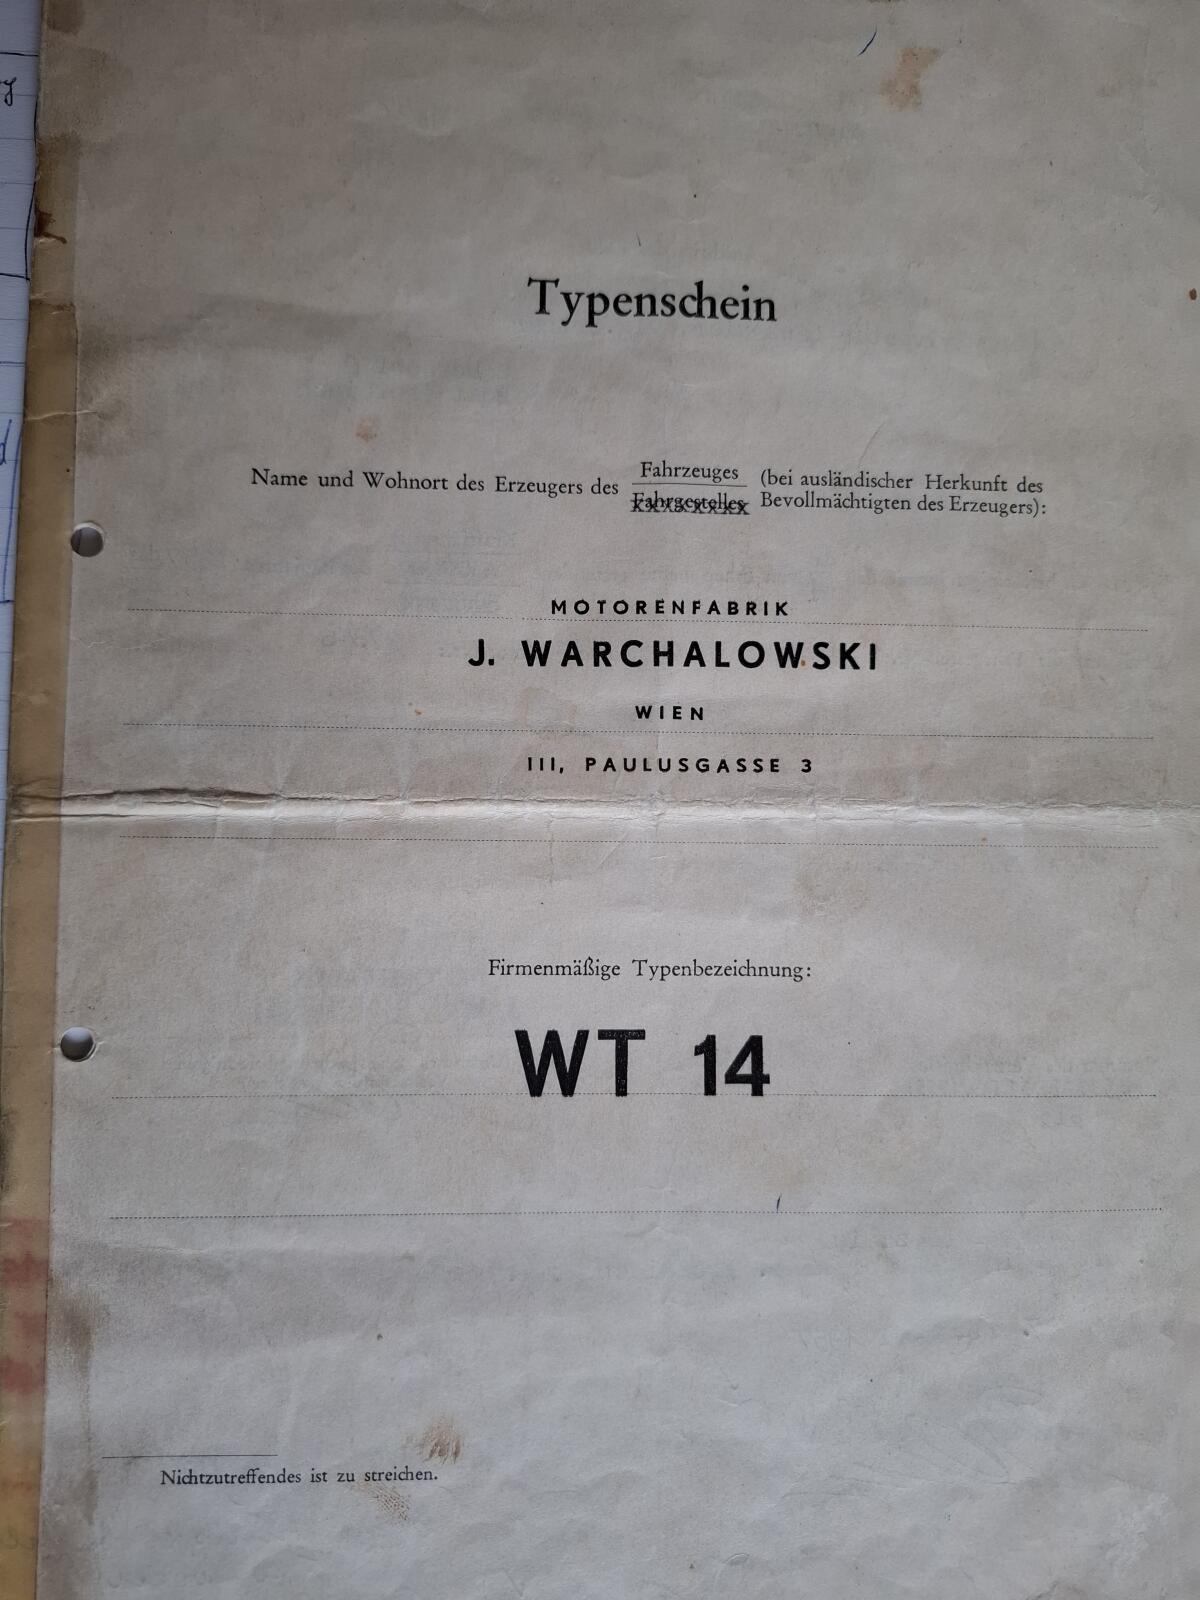 Typenschein
Name und Wohnort des Erzeugers des Fahrzeuges (bei ausländischer Herkunft des
Fahrgestelles Bevollmächtigten des Erzeugers):
MOTORENFABRIK
J. WARCHALOWSKI
WIEN
III, PAULUSGASSE 3
Firmenmäßige Typenbezeichnung:
WT 14
Nichtzutreffendes ist zu streichen.